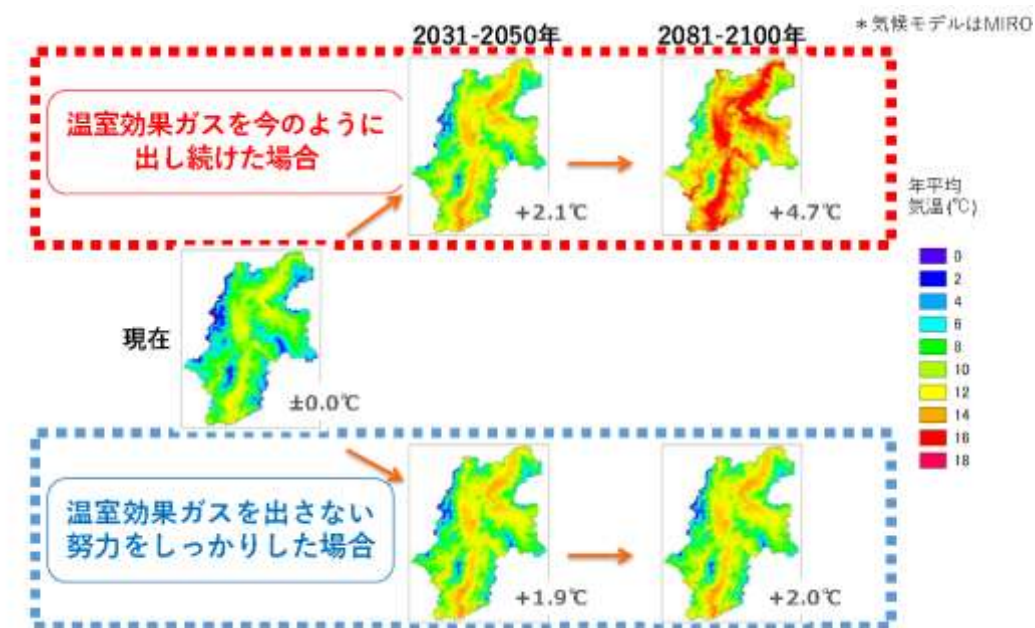 *気候モデルはMIRO
2031-2050年
2081-2100年
温室効果ガスを今のように
出し続けた場合
+2.1℃
+4.7℃
年平均
気温(℃)
0
2
4
6
8
10
12
14
16
18
現在
±0.0℃
温室効果ガスを出さない
努力をしっかりした場合
+1.9℃
+2.0℃